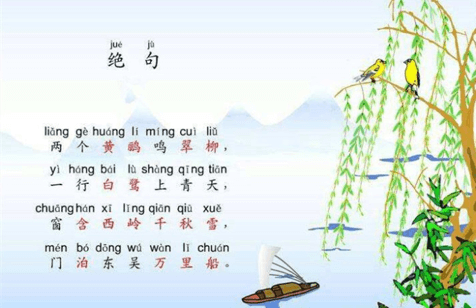 jué jù
绝句
liǎng gè huáng lí míng cuì liǔ
两个黄鹂鸣翠柳，
yì háng bái lù shàng qīng tiān
一行白鹭上青天，
chuāng hán xī lǐng qiān qiū xuě
窗含西岭千秋雪，
mén bó dōng wú wàn lǐ chuán
门泊东吴万里船。